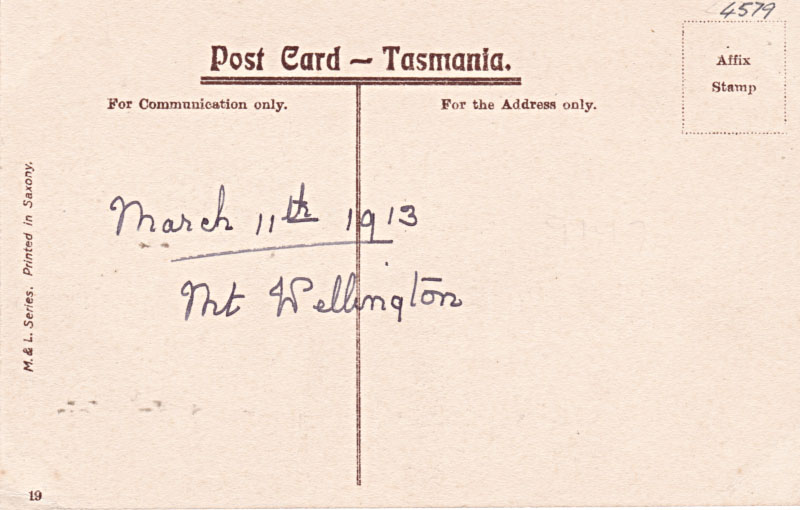 4579
Post Card ~ Tasmania.
Affix
Stamp
For Communication only.
For the Address only.
March 11th 1913
Mt Wellington
M. & L. Series. Printed in Saxony.
19